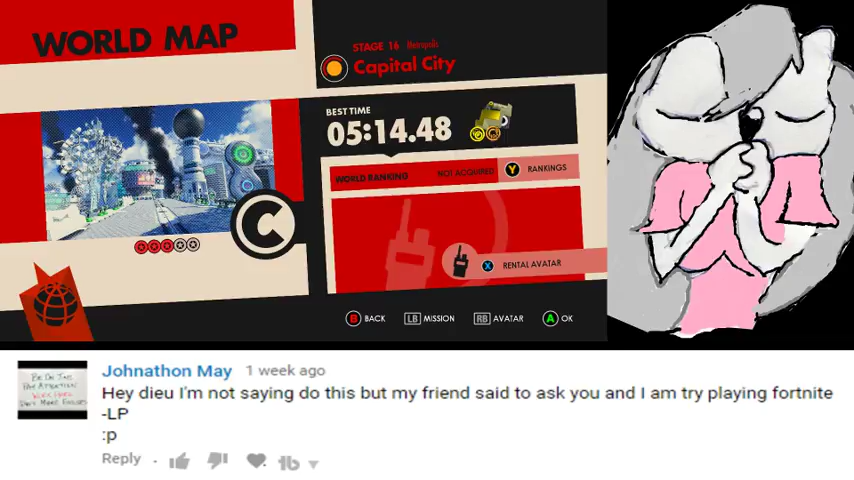 WORLD MAP
STAGE 16 Metropolis
Capital City
BEST TIME
05:14.48
WORLD RANKING NOT ACQUIRED Y RANKINGS
C
X RENTAL AVATAR
B BACK LB MISSION RB AVATAR A OK
Johnathon May 1 week ago
Hey dieu I'm not saying do this but my friend said to ask you and I am try playing fortnite
-LP
:p
Reply